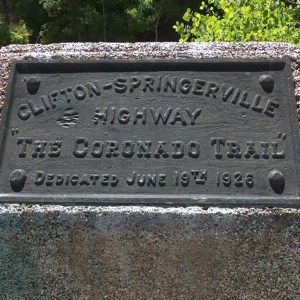 CLIFTON-SPRINGERVILLE
HIGHWAY
"THE CORONADO TRAIL"
DEDICATED JUNE 19TH 1926